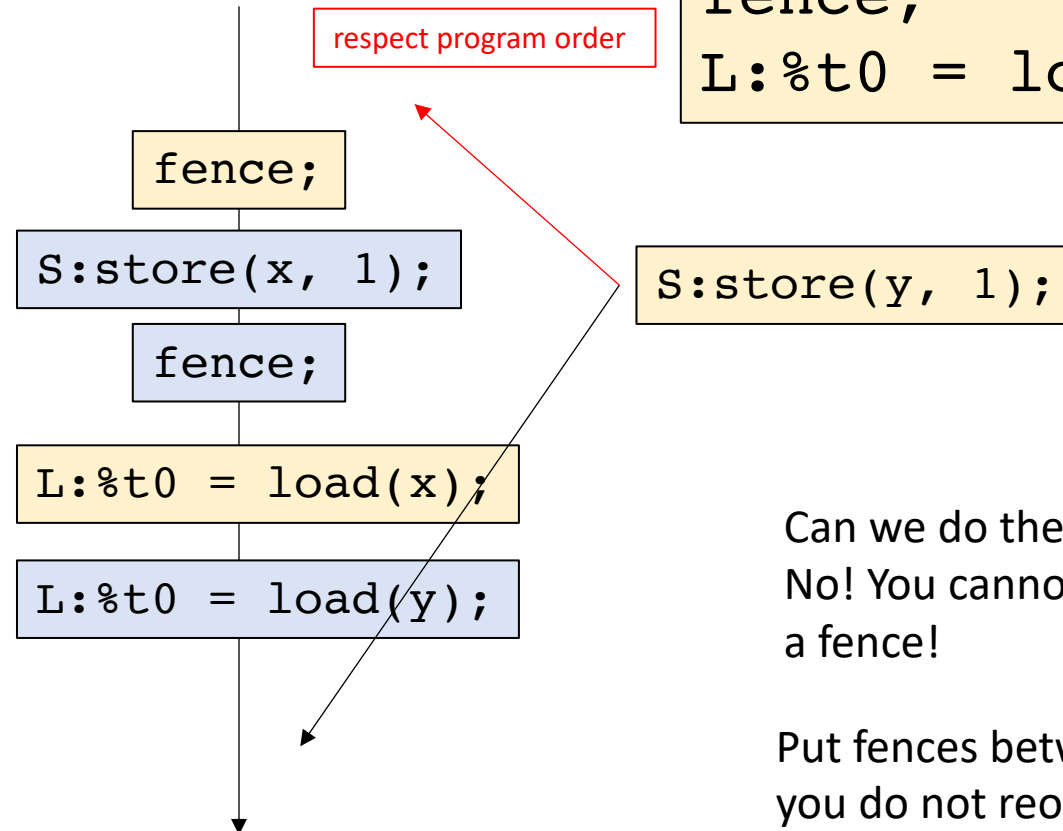 respect program order
fence;
L:%t0 = lo
fence;
S:store(x, 1);
S:store(y, 1);
fence;
L:%t0 = load(x);
L:%t0 = load(y);
Can we do the
No! You canno
a fence!
Put fences betw
you do not reo